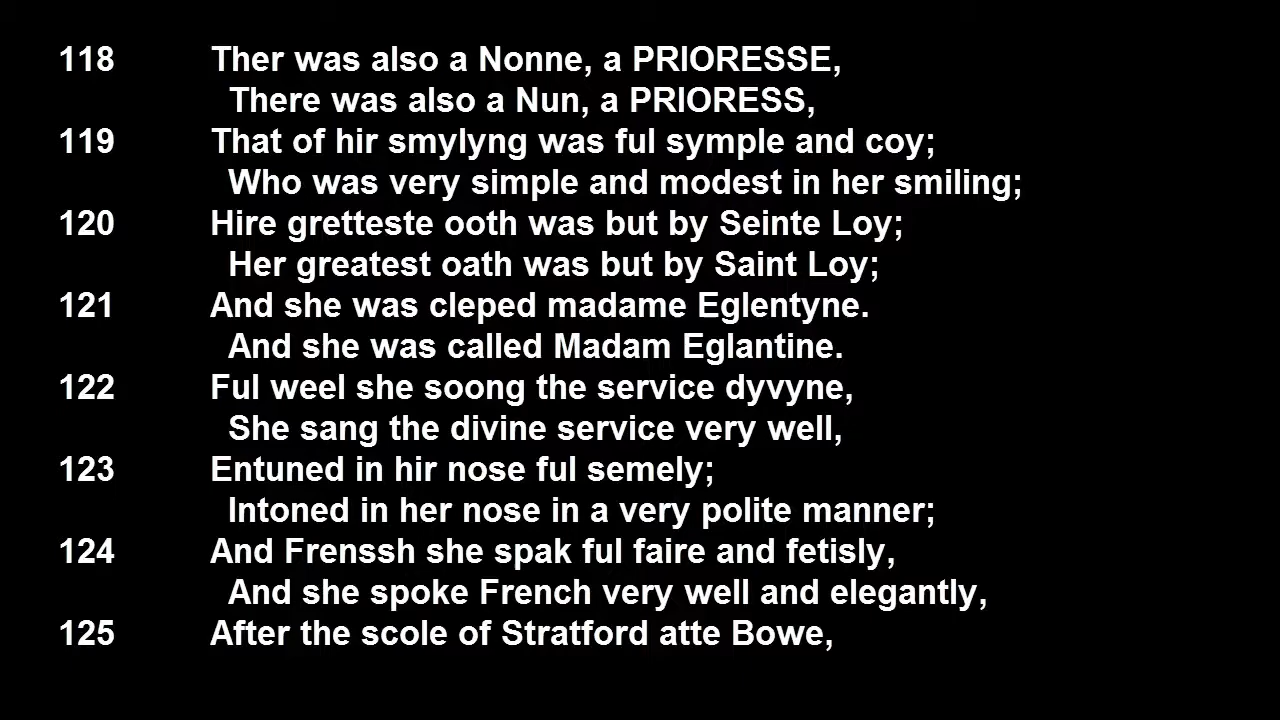 118 Ther was also a Nonne, a PRIORESSE,
There was also a Nun, a PRIORESS,
119 That of hir smylyng was ful symple and coy;
Who was very simple and modest in her smiling;
120 Hire gretteste ooth was but by Seinte Loy;
Her greatest oath was but by Saint Loy;
121 And she was cleped madame Eglentyne.
And she was called Madam Eglantine.
122 Ful weel she soong the service dyvyne,
She sang the divine service very well,
123 Entuned in hir nose ful semely;
Intoned in her nose in a very polite manner;
124 And Frenssh she spak ful faire and fetisly,
And she spoke French very well and elegantly,
125 After the scole of Stratford atte Bowe,